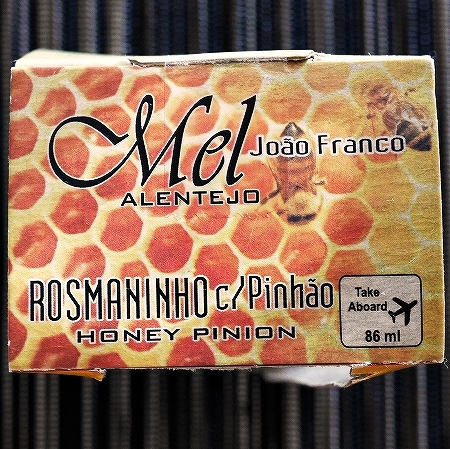 Mel
João Franco
ALENTEJO
ROSMANINHO c/Pinhão
HONEY PINION
Take
Aboard
86 ml